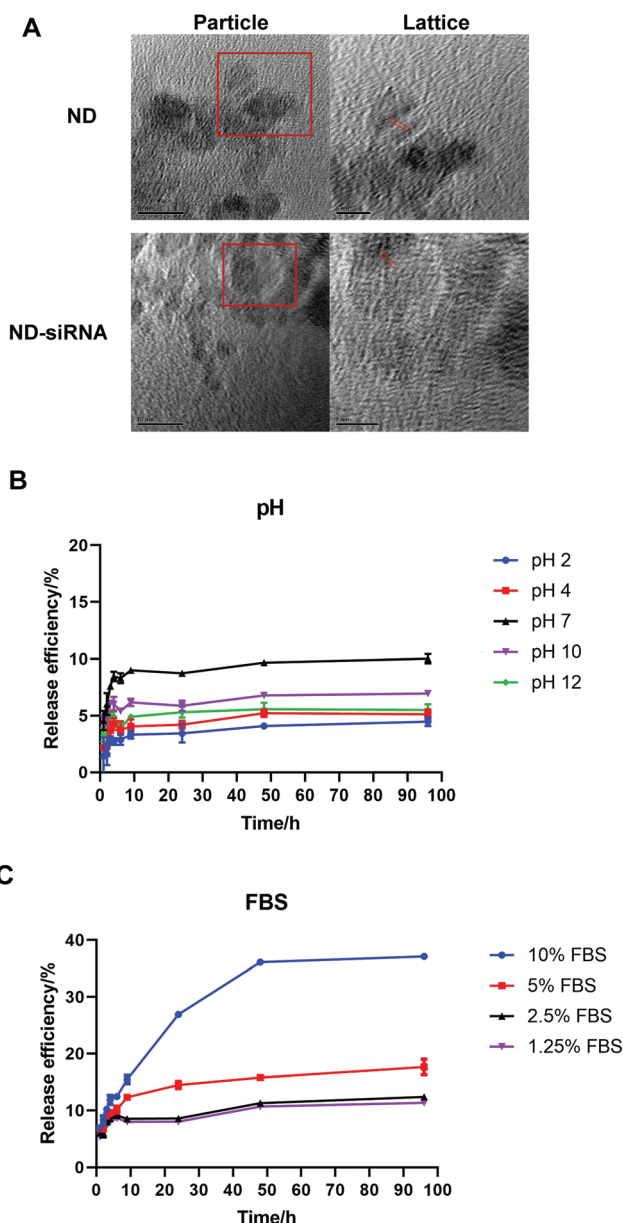 A
Particle
Lattice
ND
ND-siRNA
B
pH
Release efficiency/%
20
15
10
5
0
0 10 20 30 40 50 60 70 80 90 100
Time/h
pH 2
pH 4
pH 7
pH 10
pH 12
C
FBS
Release efficiency/%
40
30
20
10
0
0 10 20 30 40 50 60 70 80 90 100
Time/h
10% FBS
5% FBS
2.5% FBS
1.25% FBS